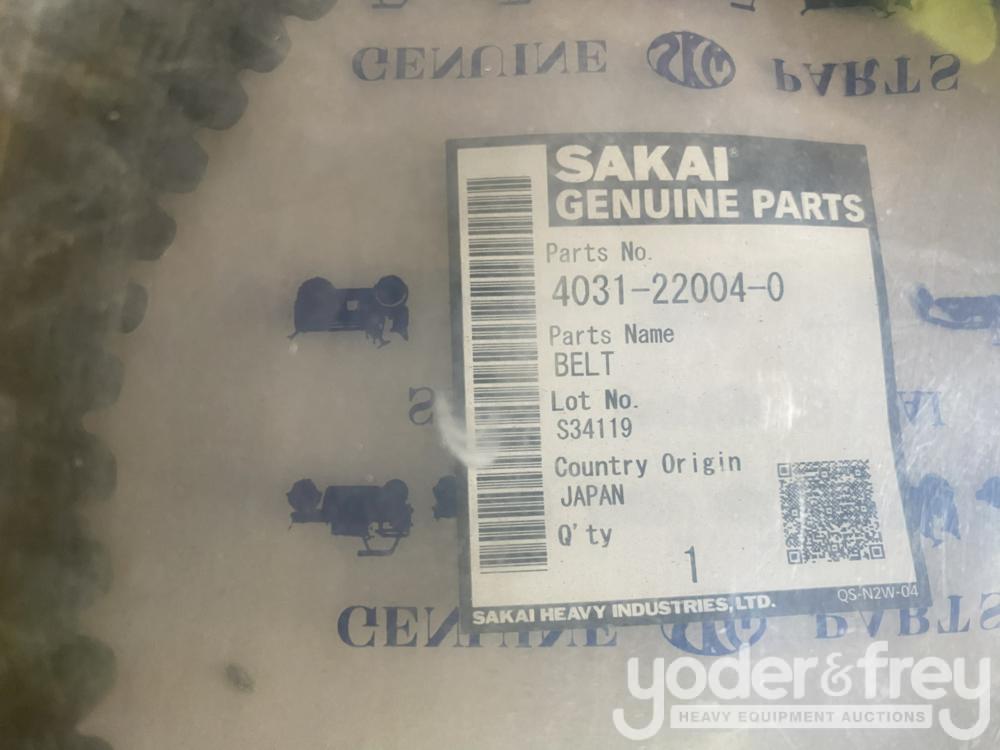 GENUINE SKG PARTS
SAKAI®
GENUINE PARTS
Parts No.
4031-22004-0
Parts Name
BELT
Lot No.
S34119
Country Origin
JAPAN
Q'ty
1
QS-N2W-04
SAKAI HEAVY INDUSTRIES, LTD.
GENUINE PARTS
yoder & frey
HEAVY EQUIPMENT AUCTIONS